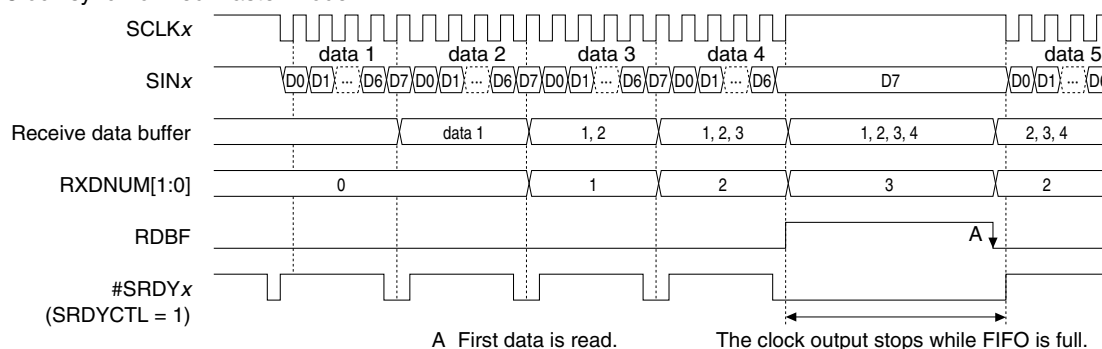 SCLKx
data 1 data 2 data 3 data 4 data 5
SINx D0 D1 ··· D6 D7 D0 D1 ··· D6 D7 D0 D1 ··· D6 D7 D0 D1 ··· D6 D7 D0 D1 ···
Receive data buffer data 1 1, 2 1, 2, 3 1, 2, 3, 4 2, 3, 4
RXDNUM[1:0] 0 1 2 3 2
RDBF A
#SRDYx
(SRDYCTL = 1)
A First data is read. The clock output stops while FIFO is full.